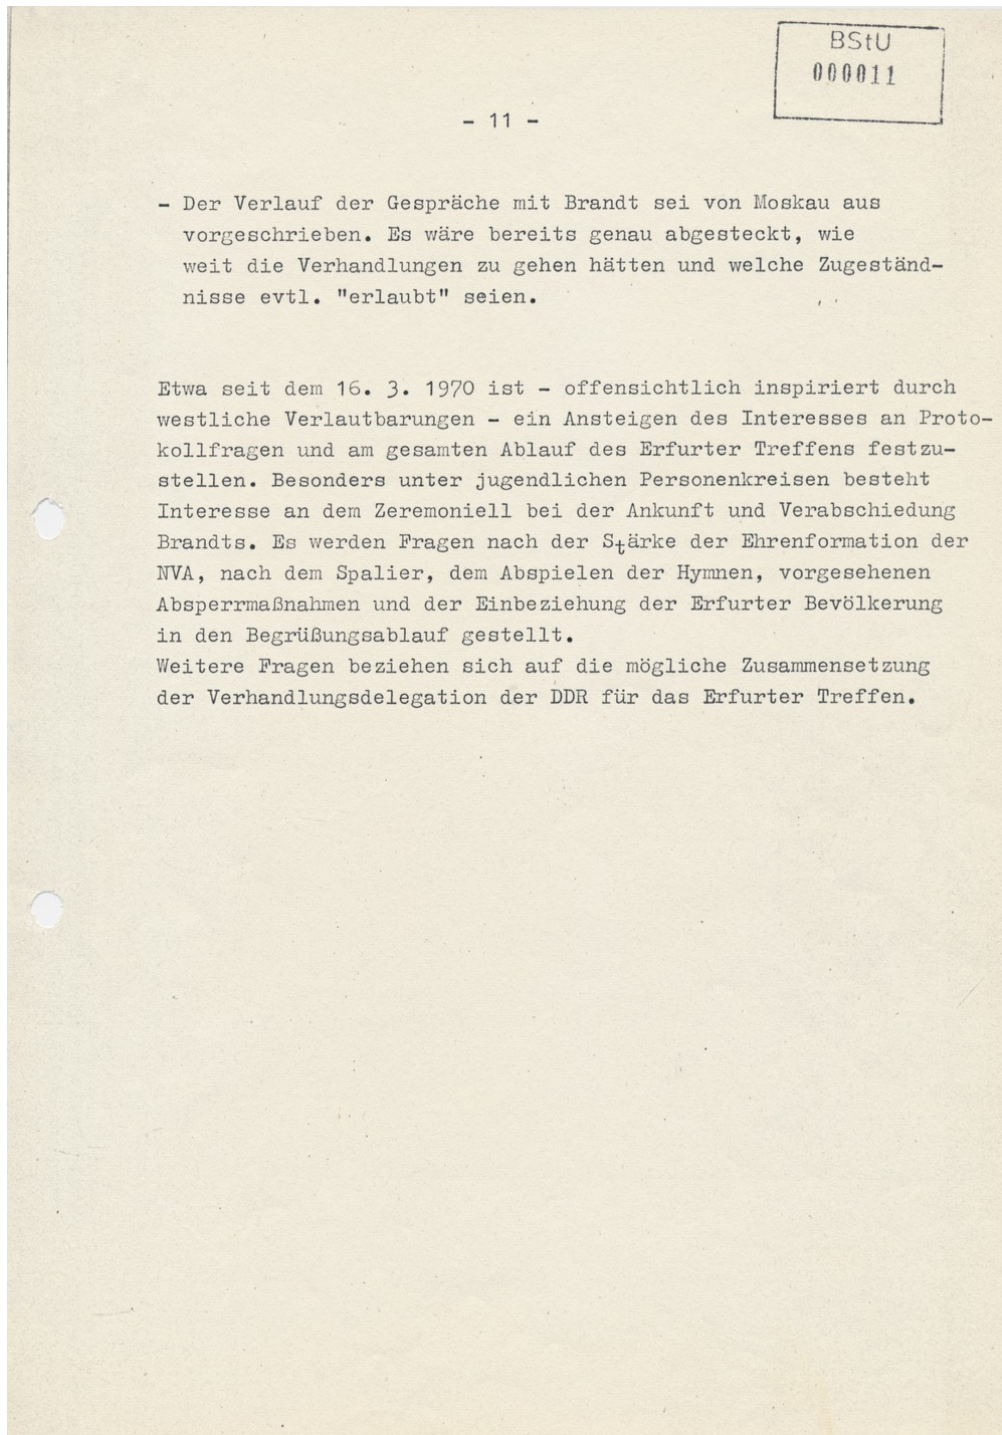 BStU
000011
- 11 -
- Der Verlauf der Gespräche mit Brandt sei von Moskau aus
vorgeschrieben. Es wäre bereits genau abgesteckt, wie
weit die Verhandlungen zu gehen hätten und welche Zugeständ-
nisse evtl. "erlaubt" seien.
Etwa seit dem 16. 3. 1970 ist - offensichtlich inspiriert durch
westliche Verlautbarungen - ein Ansteigen des Interesses an Proto-
kollfragen und am gesamten Ablauf des Erfurter Treffens festzu-
stellen. Besonders unter jugendlichen Personenkreisen besteht
Interesse an dem Zeremoniell bei der Ankunft und Verabschiedung
Brandts. Es werden Fragen nach der Stärke der Ehrenformation der
NVA, nach dem Spalier, dem Abspielen der Hymnen, vorgesehenen
Absperrmaßnahmen und der Einbeziehung der Erfurter Bevölkerung
in den Begrüßungsablauf gestellt.
Weitere Fragen beziehen sich auf die mögliche Zusammensetzung
der Verhandlungsdelegation der DDR für das Erfurter Treffen.